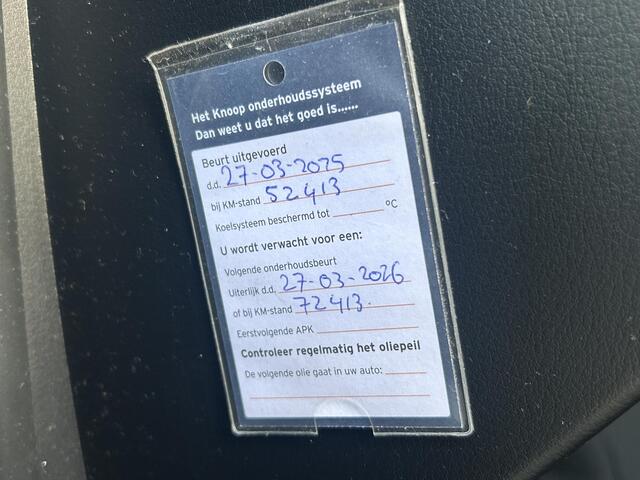 Het Knoop onderhoudssysteem
Dan weet u dat het goed is......
Beurt uitgevoerd
d.d. 27-03-2025
bij KM-stand 52413
Koelsysteem beschermd tot °C
U wordt verwacht voor een:
Volgende onderhoudsbeurt
Uiterlijk d.d. 27-03-2026
of bij KM-stand 72413.
Eerstvolgende APK
Controleer regelmatig het oliepeil
De volgende olie gaat in uw auto: